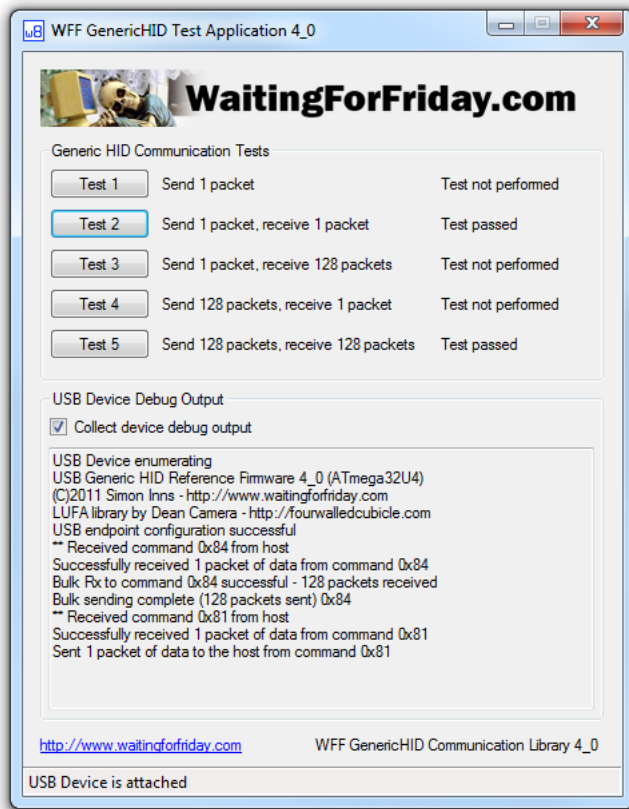 w8 WFF GenericHID Test Application 4_0
WaitingForFriday.com
Generic HID Communication Tests
Test 1 Send 1 packet Test not performed
Test 2 Send 1 packet, receive 1 packet Test passed
Test 3 Send 1 packet, receive 128 packets Test not performed
Test 4 Send 128 packets, receive 1 packet Test not performed
Test 5 Send 128 packets, receive 128 packets Test passed
USB Device Debug Output
Collect device debug output
USB Device enumerating
USB Generic HID Reference Firmware 4_0 (ATmega32U4)
(C)2011 Simon Inns - http://www.waitingforfriday.com
LUFA library by Dean Camera - http://fourwalledcubicle.com
USB endpoint configuration successful
** Received command 0x84 from host
Successfully received 1 packet of data from command 0x84
Bulk Rx to command 0x84 successful - 128 packets received
Bulk sending complete (128 packets sent) 0x84
** Received command 0x81 from host
Successfully received 1 packet of data from command 0x81
Sent 1 packet of data to the host from command 0x81
http://www.waitingforfriday.com WFF GenericHID Communication Library 4_0
USB Device is attached